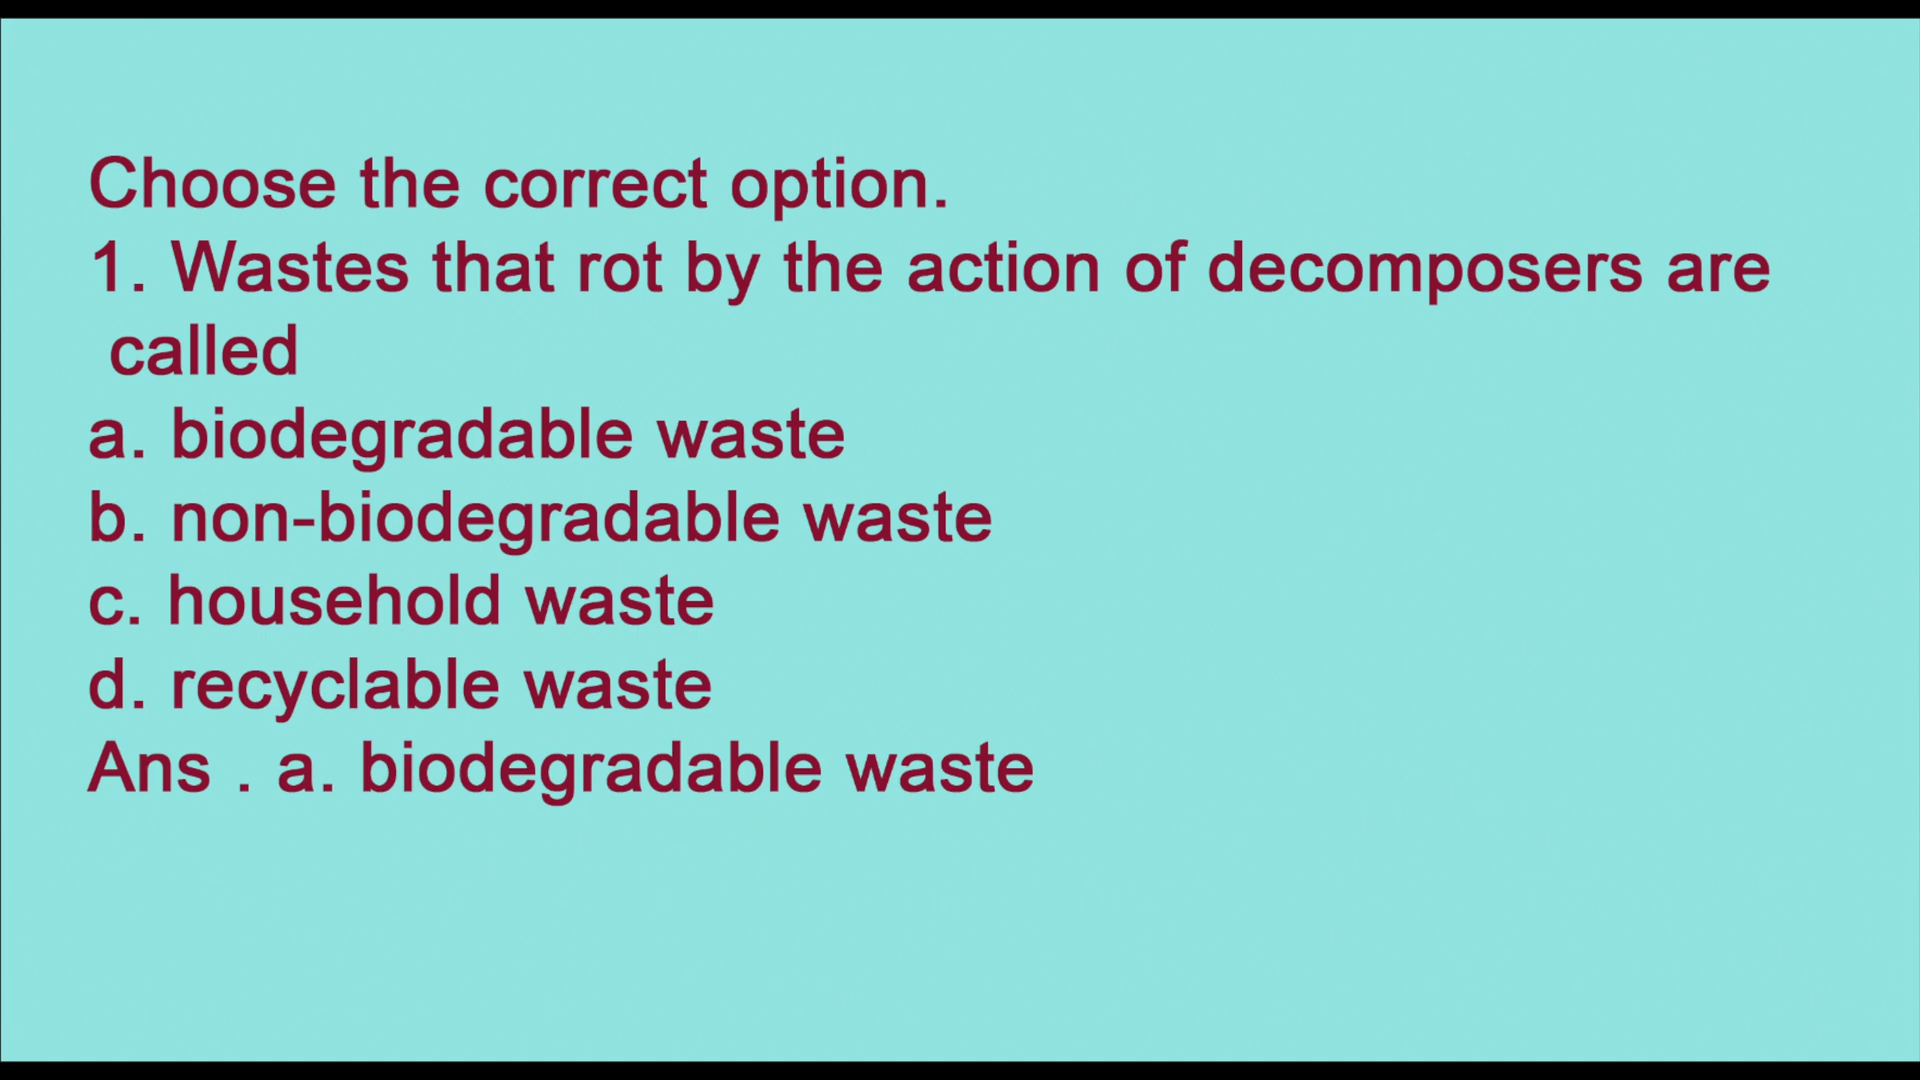 Choose the correct option.
1. Wastes that rot by the action of decomposers are
called
a. biodegradable waste
b. non-biodegradable waste
c. household waste
d. recyclable waste
Ans . a. biodegradable waste